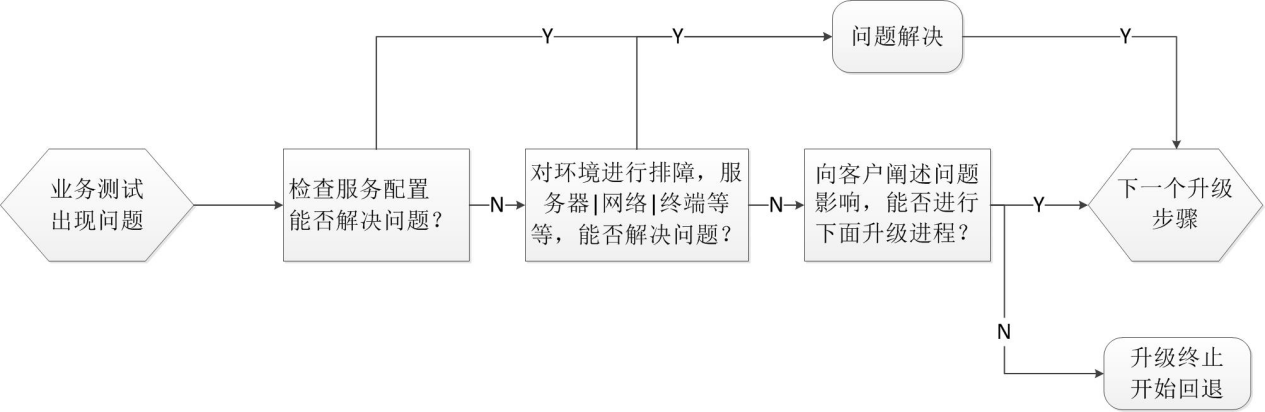 Y
Y
问题解决
Y
业务测试
出现问题
检查服务配置
能否解决问题？
N
对环境进行排障，服
务器|网络|终端等
等，能否解决问题？
N
向客户阐述问题
影响，能否进行
下面升级进程？
Y
下一个升级
步骤
N
升级终止
开始回退